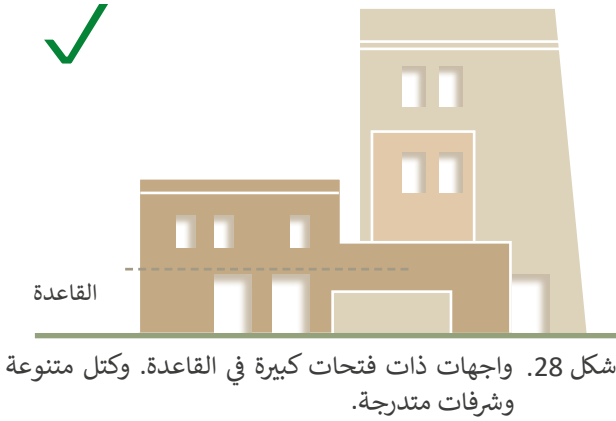 القاعدة
شكل 28. واجهات ذات فتحات كبيرة في القاعدة. وكتل متنوعة
وشرفات متدرجة.